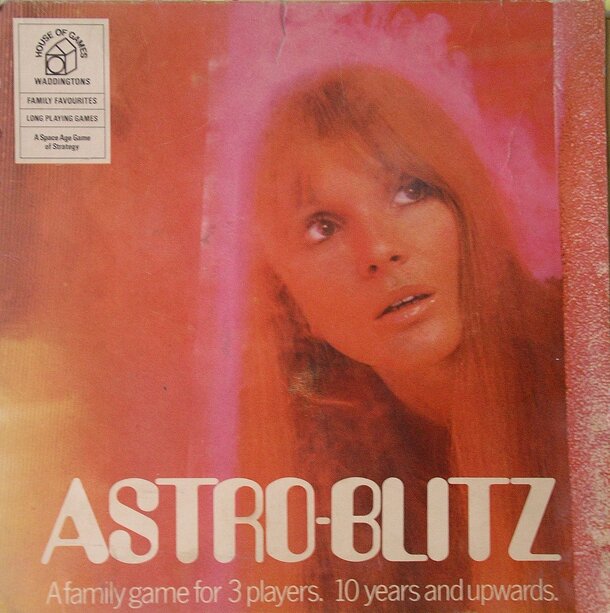 HOUSE OF GAMES
WADDINGTONS
FAMILY FAVOURITES
LONG PLAYING GAMES
A Space Age Game
of Strategy
ASTRO-BLITZ
A family game for 3 players. 10 years and upwards.